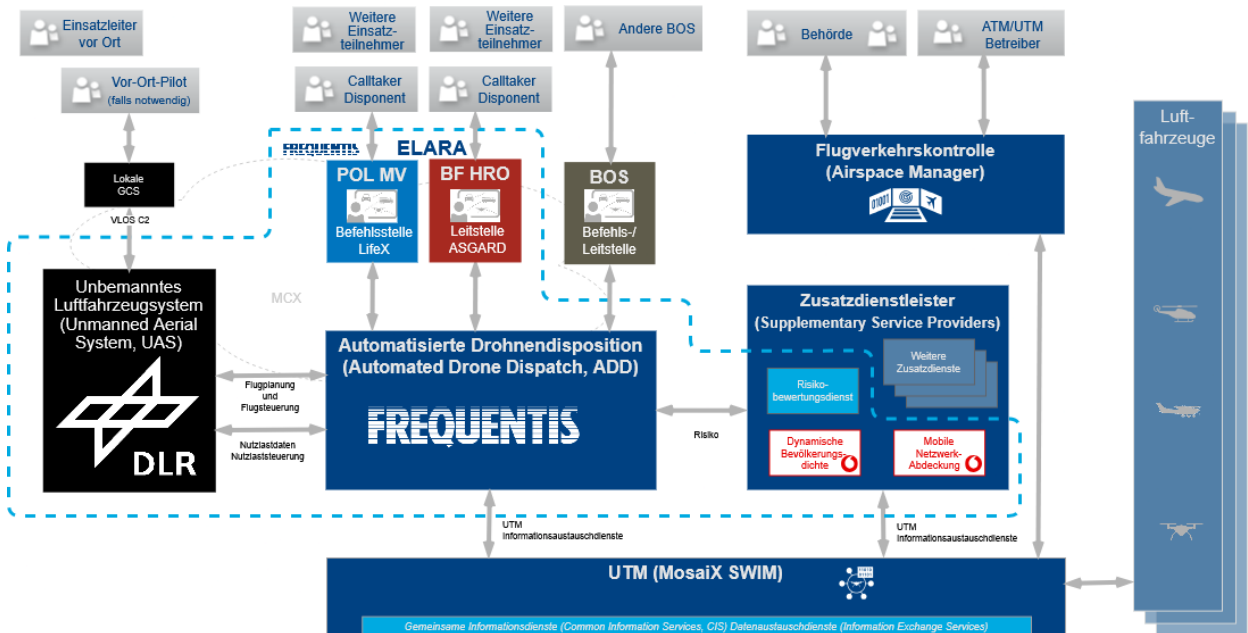 Einsatzleiter
vor Ort
Weitere
Einsatz-
teilnehmer
Weitere
Einsatz-
teilnehmer
Andere BOS
Behörde
ATM/UTM
Betreiber
Vor-Ort-Pilot
(falls notwendig)
Calltaker
Disponent
Calltaker
Disponent
Luft-
fahrzeuge
FREQUENTIS
ELARA
Flugverkehrskontrolle
(Airspace Manager)
01001
Lokale
GCS
POL MV
Befehlsstelle
LifeX
BF HRO
Leitstelle
ASGARD
BOS
Befehls-/
Leitstelle
VLOS C2
Unbemanntes
Luftfahrzeugsystem
(Unmanned Aerial
System, UAS)
DLR
MCX
Zusatzdienstleister
(Supplementary Service Providers)
Weitere
Zusatzdienste
Risiko-
bewertungsdienst
Dynamische
Bevölkerungs-
dichte
Mobile
Netzwerk-
Abdeckung
Automatisierte Drohnendisposition
(Automated Drone Dispatch, ADD)
FREQUENTIS
Flugplanung
und
Flugsteuerung
Nutzlastdaten
Nutzlaststeuerung
Risiko
UTM
Informationsaustauschdienste
UTM
Informationsaustauschdienste
UTM (MosaiX SWIM)
Gemeinsame Informationsdienste (Common Information Services, CIS) Datenaustauschdienste (Information Exchange Services)